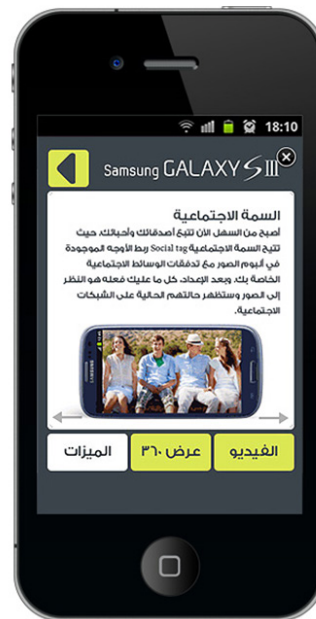 18:10
Samsung GALAXY S III
السمة الاجتماعية
أصبح من السهل الآن تتبع أصدقائك وأحبائك، حيث
تتيح السمة الاجتماعية Social tag ربط الأوجه الموجودة
في ألبوم الصور مع تدفقات الوسائط الاجتماعية
الخاصة بك. وبعد الإعداد، كل ما عليك فعله هو النظر
إلى الصور وستظهر حالتهم الحالية على الشبكات
الاجتماعية.
SAMSUNG
الفيديو
عرض ٣٦٠
الميزات